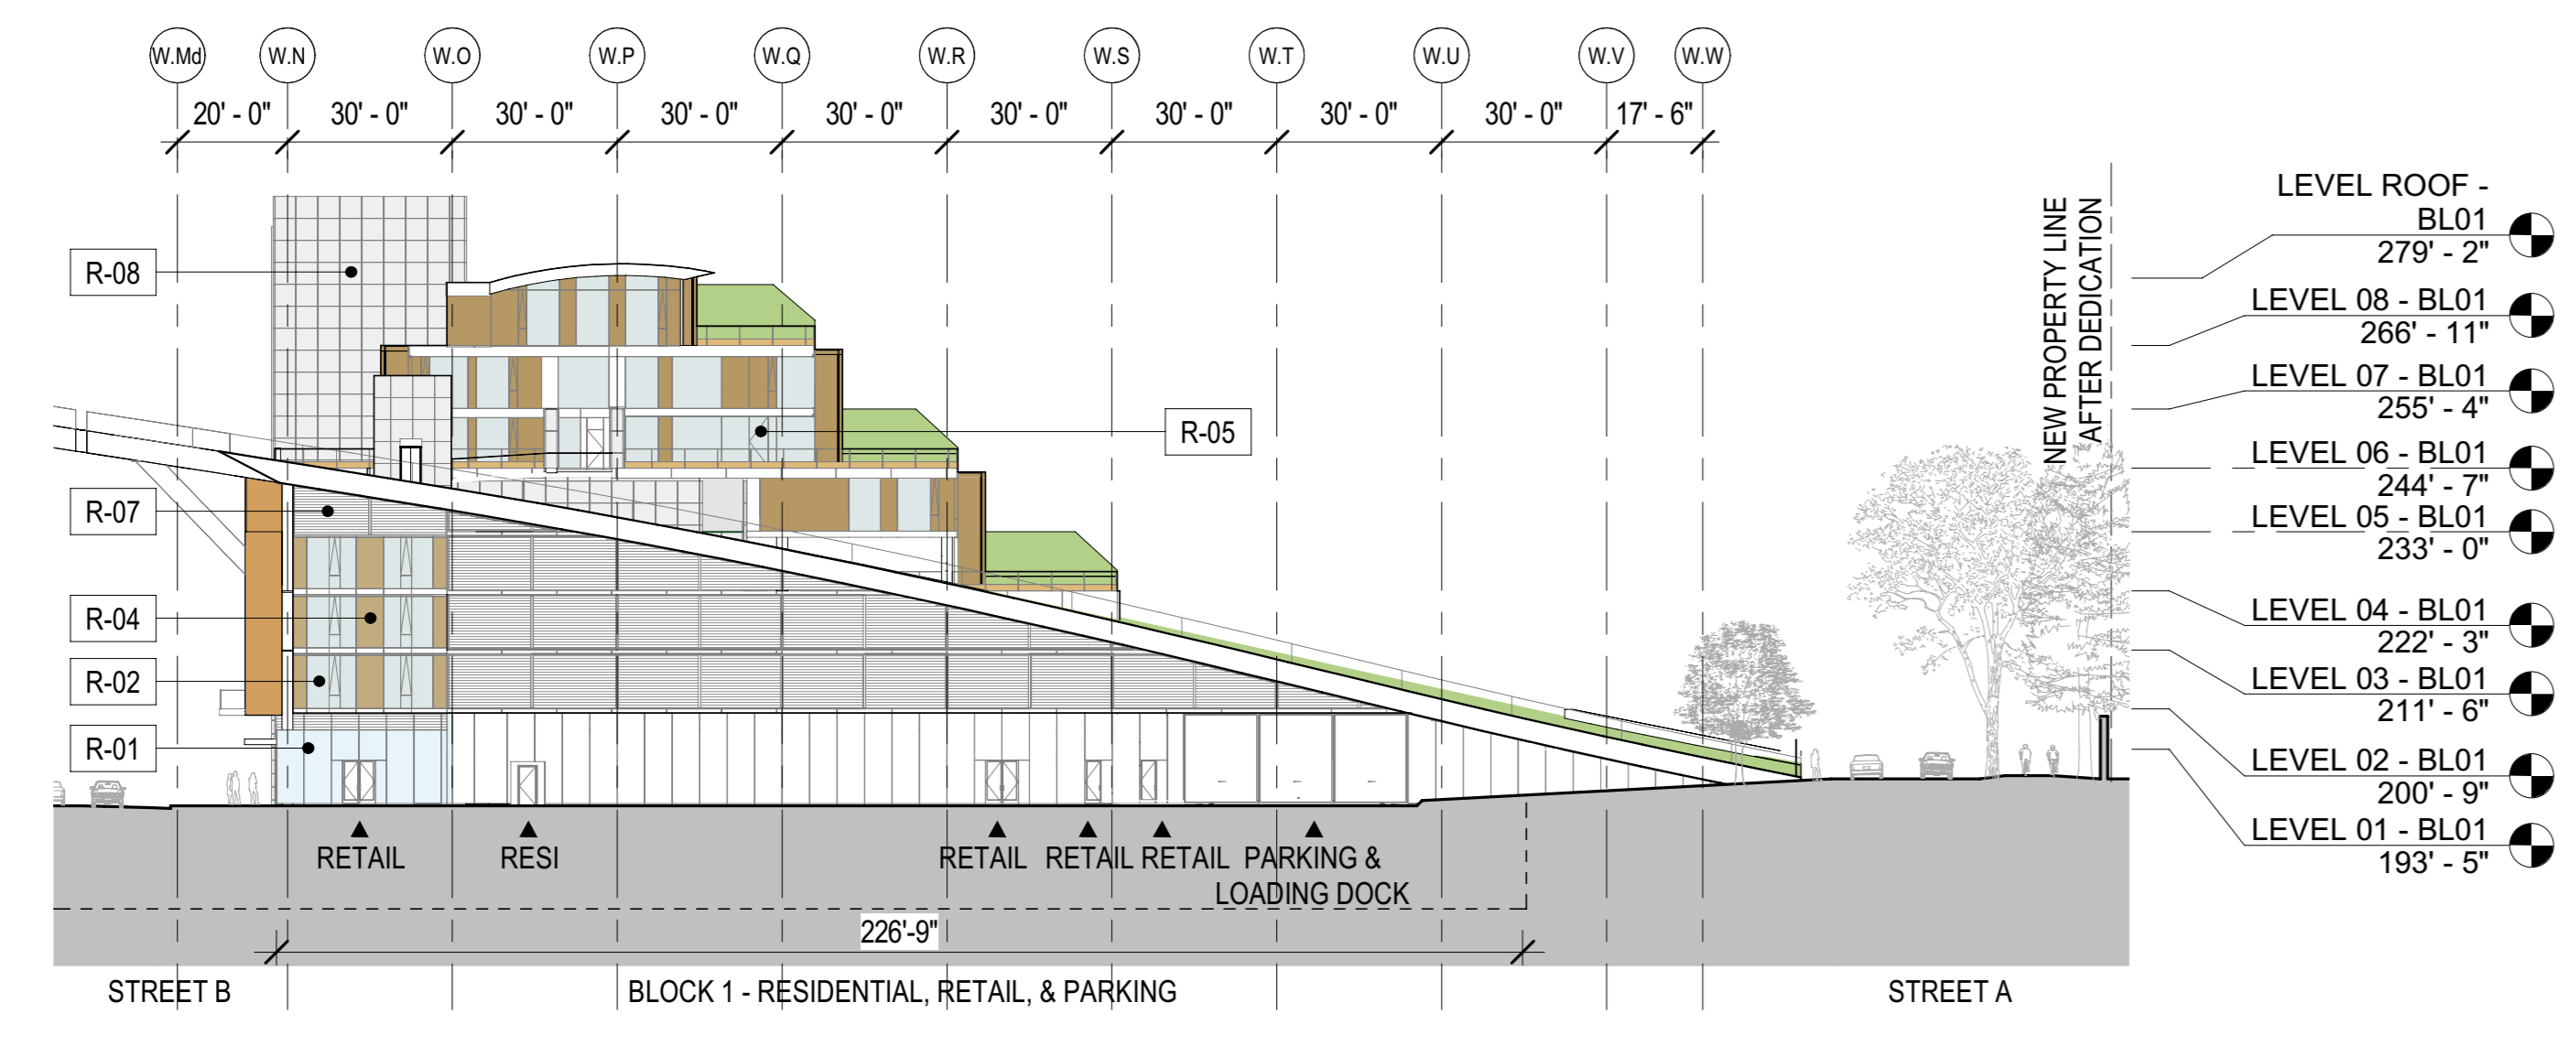 W.Md W.N W.O W.P W.Q W.R W.S W.T W.U W.V W.W
20' - 0" 30' - 0" 30' - 0" 30' - 0" 30' - 0" 30' - 0" 30' - 0" 30' - 0" 30' - 0" 17' - 6"
R-08
R-05
R-07
R-04
R-02
R-01
NEW PROPERTY LINE
AFTER DEDICATION
LEVEL ROOF -
BL01
279' - 2"
LEVEL 08 - BL01
266' - 11"
LEVEL 07 - BL01
255' - 4"
LEVEL 06 - BL01
244' - 7"
LEVEL 05 - BL01
233' - 0"
LEVEL 04 - BL01
222' - 3"
LEVEL 03 - BL01
211' - 6"
LEVEL 02 - BL01
200' - 9"
LEVEL 01 - BL01
193' - 5"
RETAIL RESI RETAIL RETAIL RETAIL PARKING &
LOADING DOCK
226'-9"
STREET B BLOCK 1 - RESIDENTIAL, RETAIL, & PARKING STREET A